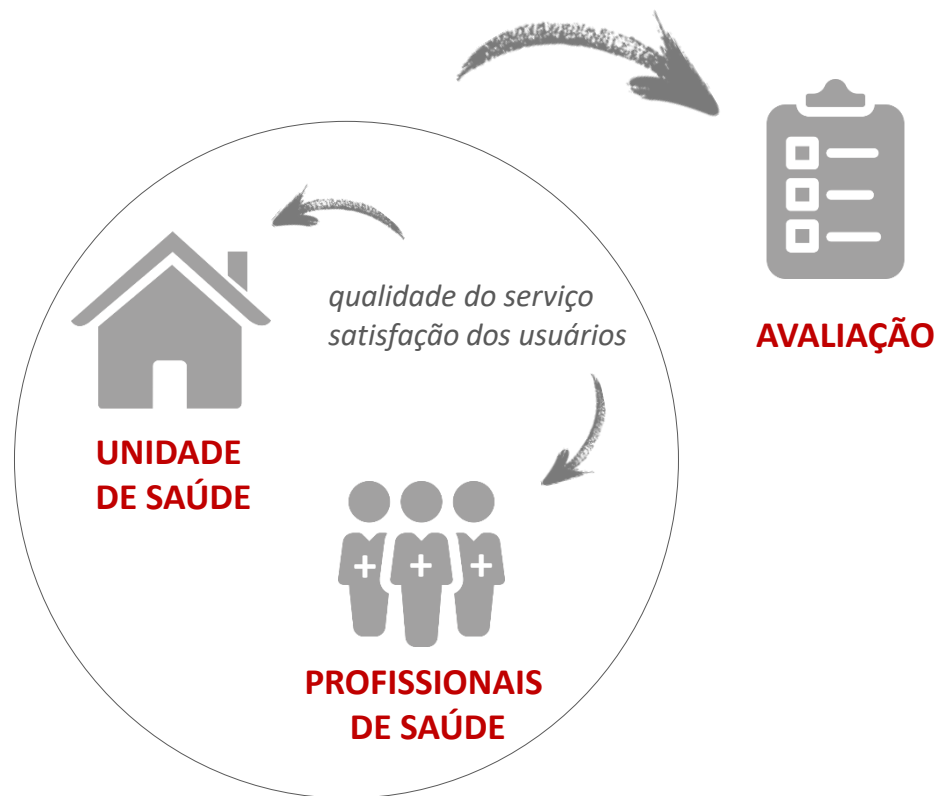 qualidade do serviço
satisfação dos usuários
AVALIAÇÃO
UNIDADE
DE SAÚDE
PROFISSIONAIS
DE SAÚDE